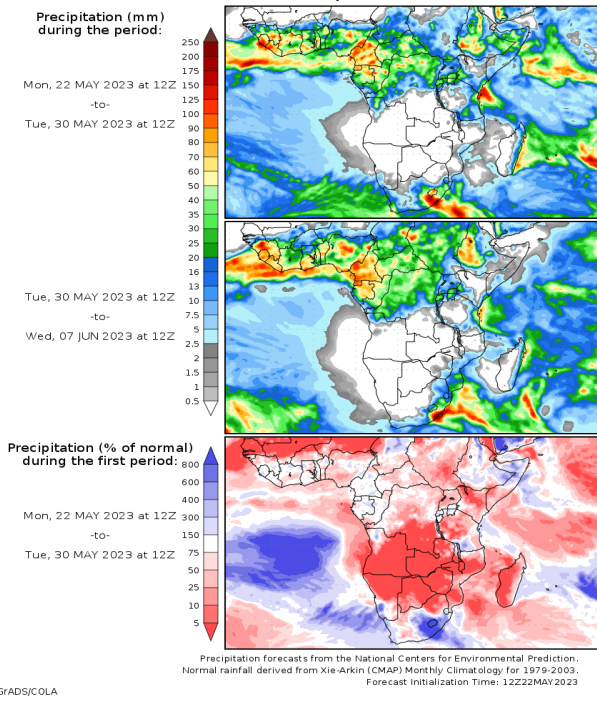 Precipitation (mm)
during the period:
250
200
175
150
125
100
90
80
70
60
50
40
35
30
25
20
16
13
10
7.5
5
2.5
2
1.5
1
0.5
Mon, 22 MAY 2023 at 12Z
-to-
Tue, 30 MAY 2023 at 12Z
Tue, 30 MAY 2023 at 12Z
-to-
Wed, 07 JUN 2023 at 12Z
Precipitation (% of normal)
during the first period:
800
600
400
300
150
75
50
25
10
5
Mon, 22 MAY 2023 at 12Z
-to-
Tue, 30 MAY 2023 at 12Z
Precipitation forecasts from the National Centers for Environmental Prediction.
Normal rainfall derived from Xie-Arkin (CMAP) Monthly Climatology for 1979-2003.
Forecast Initialization Time: 12Z22MAY2023
GrADS/COLA